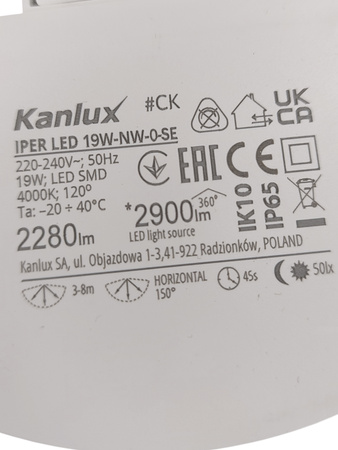 Kanlux #CK
UK
CA
IPER LED 19W-NW-0-SE
220-240V~; 50Hz
19W; LED SMD
4000K; 120°
Ta: -20 ÷ 40°C
EAC CE
2280lm
*2900lm 360°
LED light source
IK10
IP65
Kanlux SA, ul. Objazdowa 1-3,41-922 Radzionków, POLAND
3-8m
HORIZONTAL
150°
45s
50lx